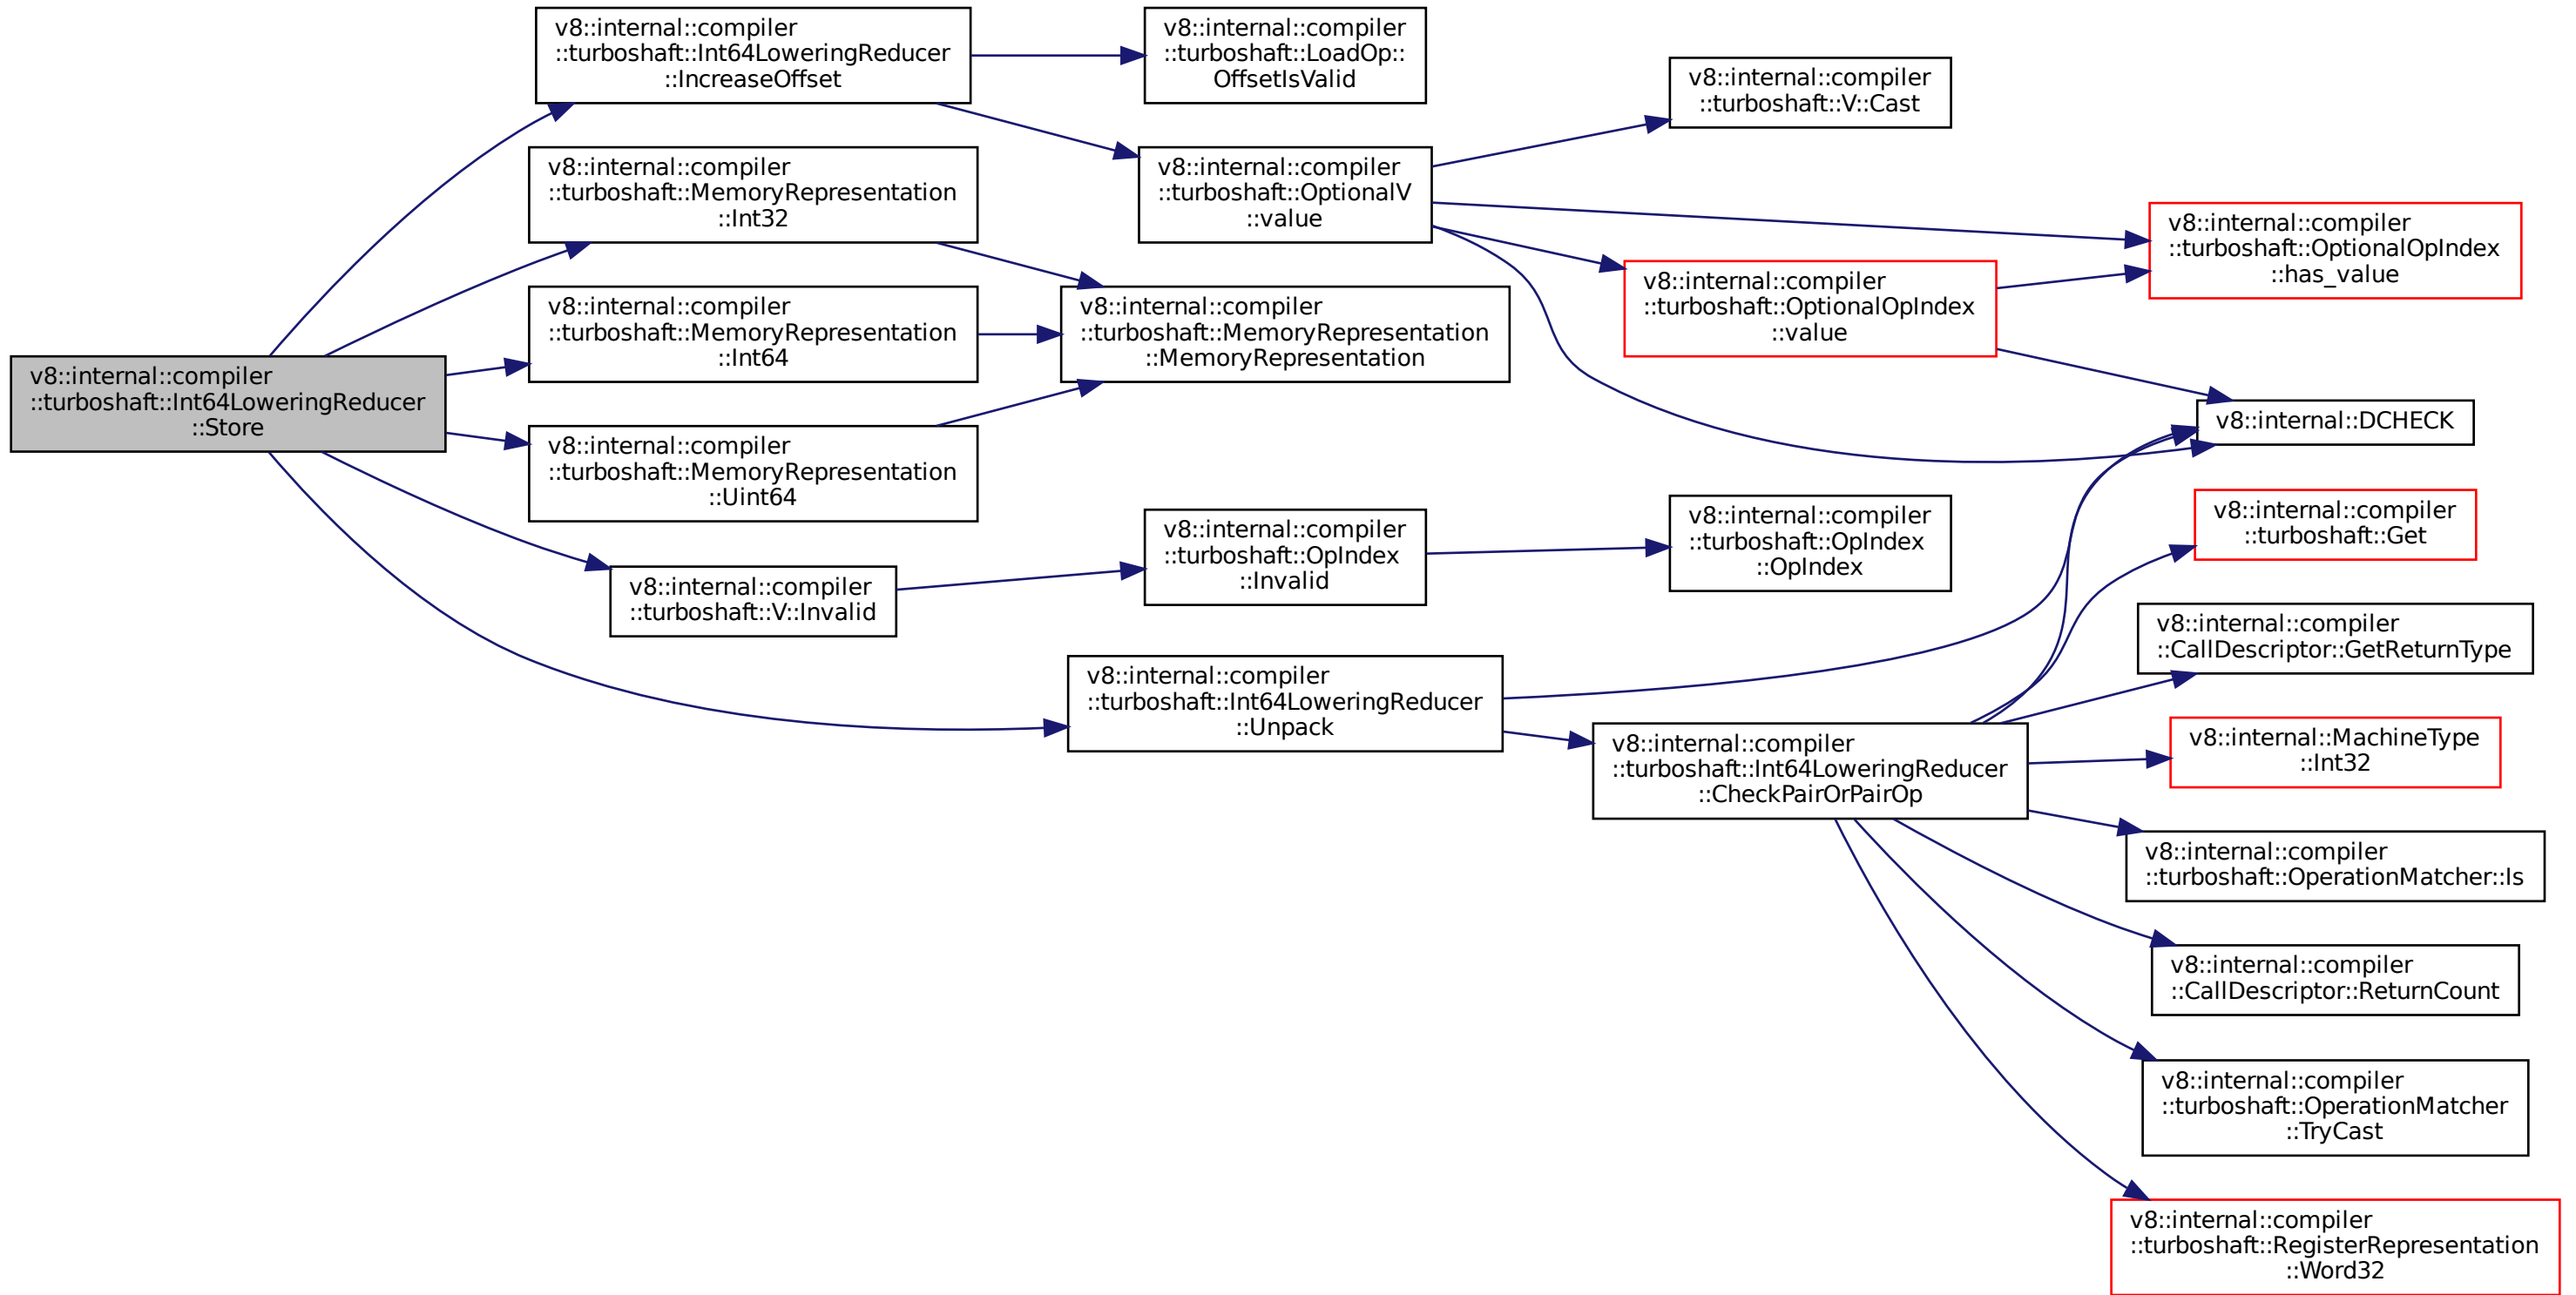 v8::internal::compiler
::turboshaft::Int64LoweringReducer
::Store
v8::internal::compiler
::turboshaft::Int64LoweringReducer
::IncreaseOffset
v8::internal::compiler
::turboshaft::MemoryRepresentation
::Int32
v8::internal::compiler
::turboshaft::MemoryRepresentation
::Int64
v8::internal::compiler
::turboshaft::MemoryRepresentation
::Uint64
v8::internal::compiler
::turboshaft::V::Invalid
v8::internal::compiler
::turboshaft::LoadOp::
OffsetIsValid
v8::internal::compiler
::turboshaft::OptionalV
::value
v8::internal::compiler
::turboshaft::MemoryRepresentation
::MemoryRepresentation
v8::internal::compiler
::turboshaft::OpIndex
::Invalid
v8::internal::compiler
::turboshaft::Int64LoweringReducer
::Unpack
v8::internal::compiler
::turboshaft::V::Cast
v8::internal::compiler
::turboshaft::OptionalOpIndex
::value
v8::internal::compiler
::turboshaft::OpIndex
::OpIndex
v8::internal::compiler
::turboshaft::Int64LoweringReducer
::CheckPairOrPairOp
v8::internal::compiler
::turboshaft::OptionalOpIndex
::has_value
v8::internal::DCHECK
v8::internal::compiler
::turboshaft::Get
v8::internal::compiler
::CallDescriptor::GetReturnType
v8::internal::MachineType
::Int32
v8::internal::compiler
::turboshaft::OperationMatcher::Is
v8::internal::compiler
::CallDescriptor::ReturnCount
v8::internal::compiler
::turboshaft::OperationMatcher
::TryCast
v8::internal::compiler
::turboshaft::RegisterRepresentation
::Word32